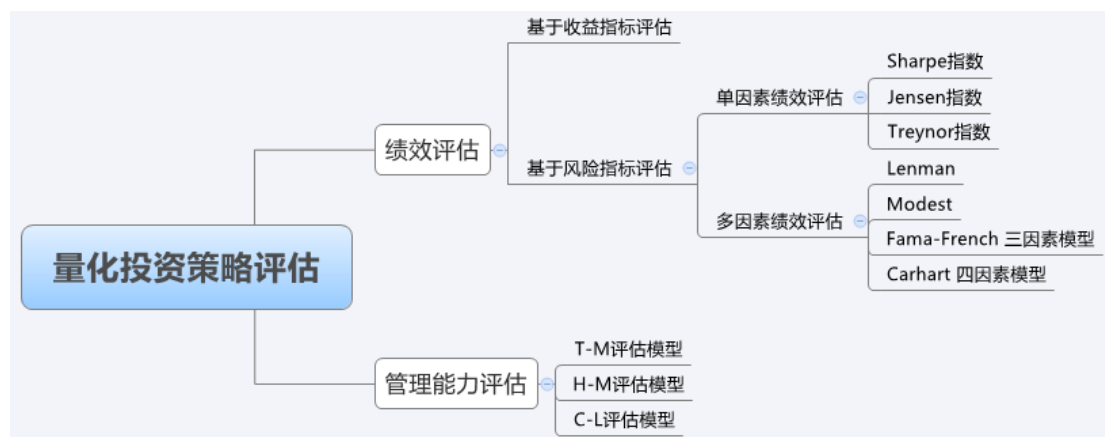 量化投资策略评估
绩效评估
基于收益指标评估
基于风险指标评估
单因素绩效评估
Sharpe指数
Jensen指数
Treynor指数
多因素绩效评估
Lenman
Modest
Fama-French 三因素模型
Carhart 四因素模型
管理能力评估
T-M评估模型
H-M评估模型
C-L评估模型